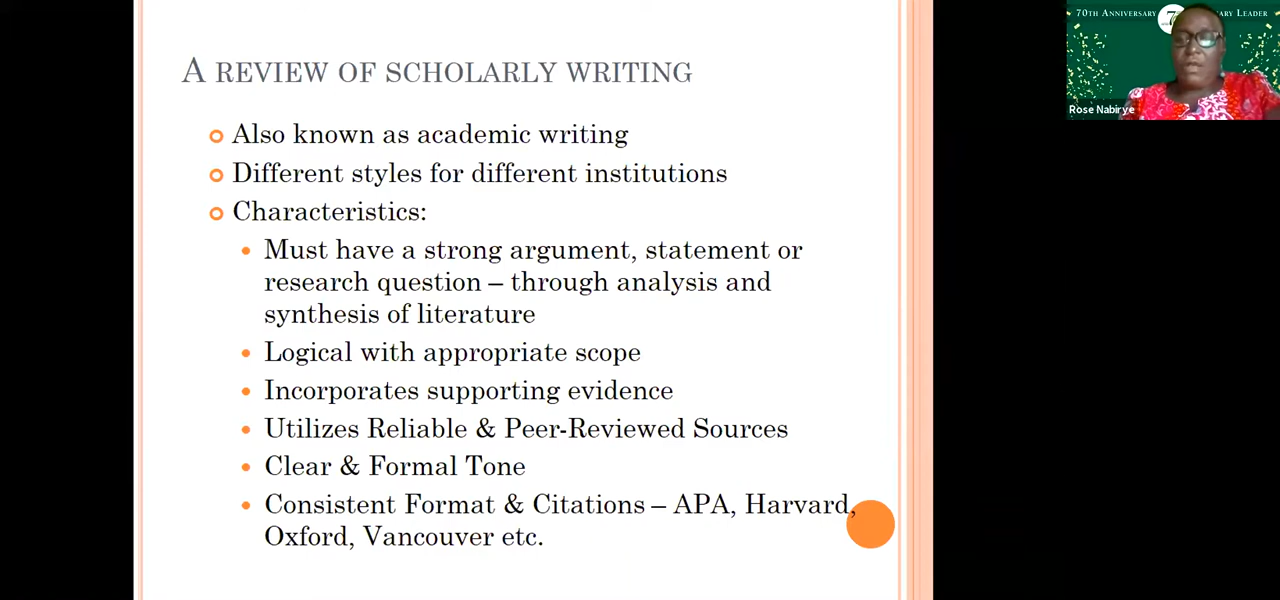 A REVIEW OF SCHOLARLY WRITING
Also known as academic writing
Different styles for different institutions
Characteristics:
Must have a strong argument, statement or
research question – through analysis and
synthesis of literature
Logical with appropriate scope
Incorporates supporting evidence
Utilizes Reliable & Peer-Reviewed Sources
Clear & Formal Tone
Consistent Format & Citations – APA, Harvard,
Oxford, Vancouver etc.
70TH ANNIVERSARY 7 LEADER
Rose Nabirye